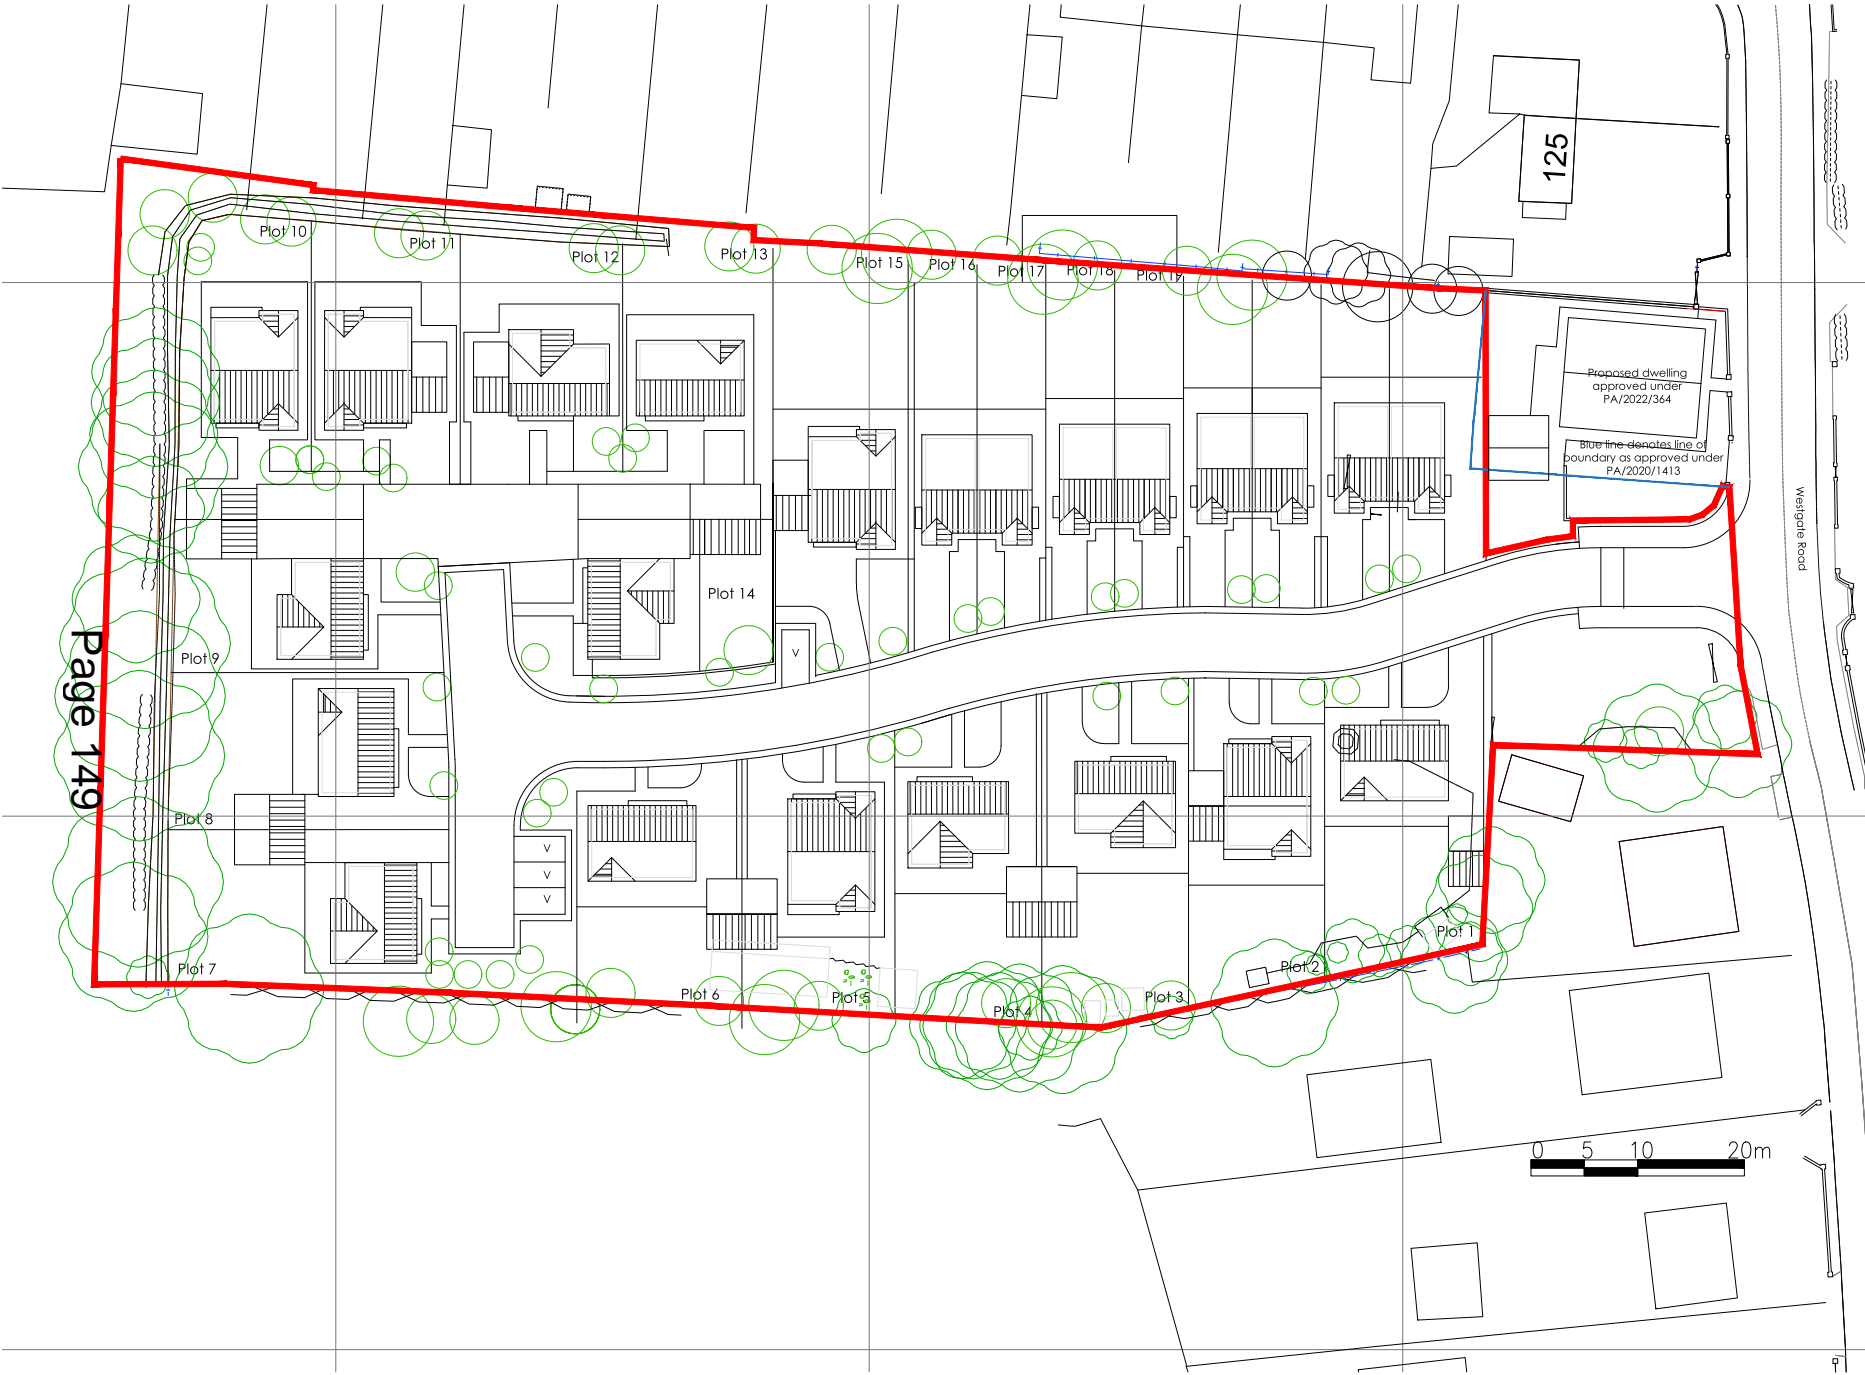 125
Plot 10
Plot 11
Plot 12
Plot 13
Plot 15
Plot 16
Plot 17
Plot 18
Plot 19
Proposed dwelling
approved under
PA/2022/364
Blue line denotes line of
boundary as approved under
PA/2020/1413
Westgate Road
Plot 14
V
Plot 9
Page 149
Plot 8
V
V
V
Plot 7
Plot 6
Plot 5
Plot 4
Plot 3
Plot 2
Plot 1
0 5 10 20m